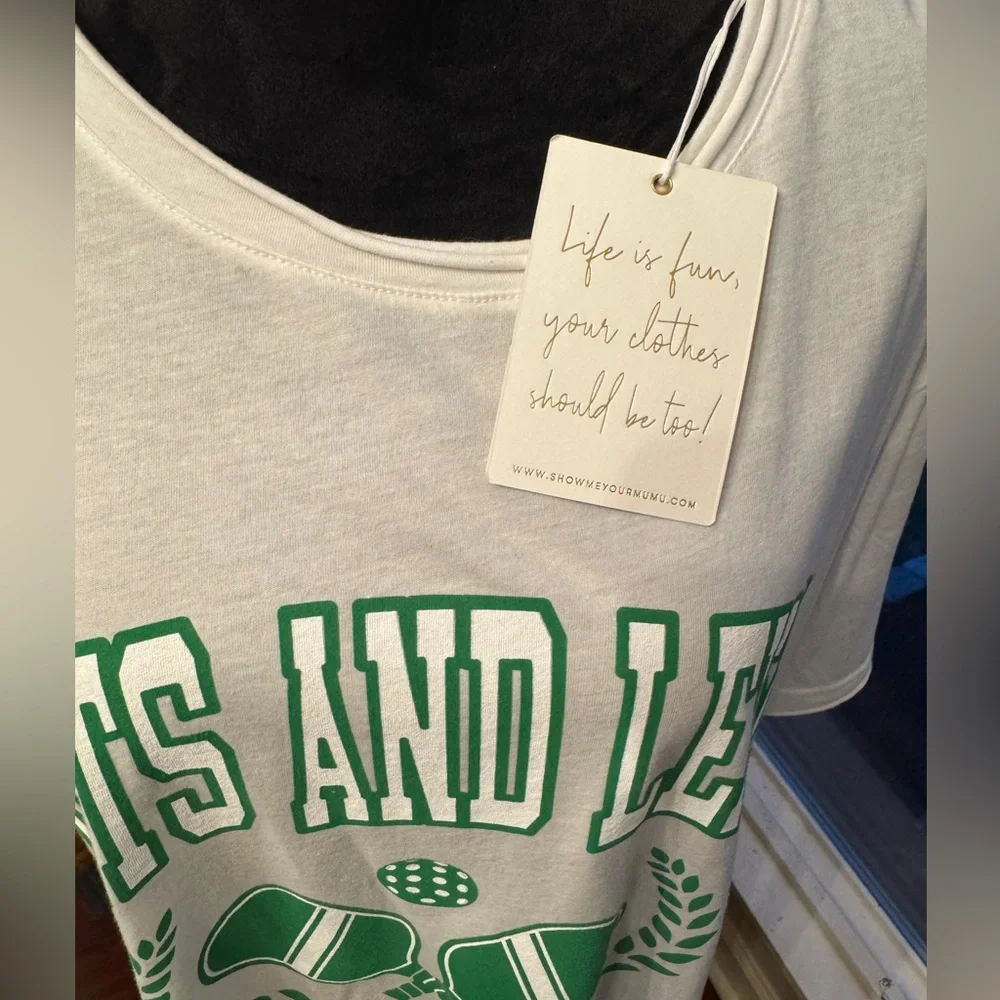 Life is fun,
your clothes
should be too!
WWW.SHOWMEYOURMUMU.COM
AND